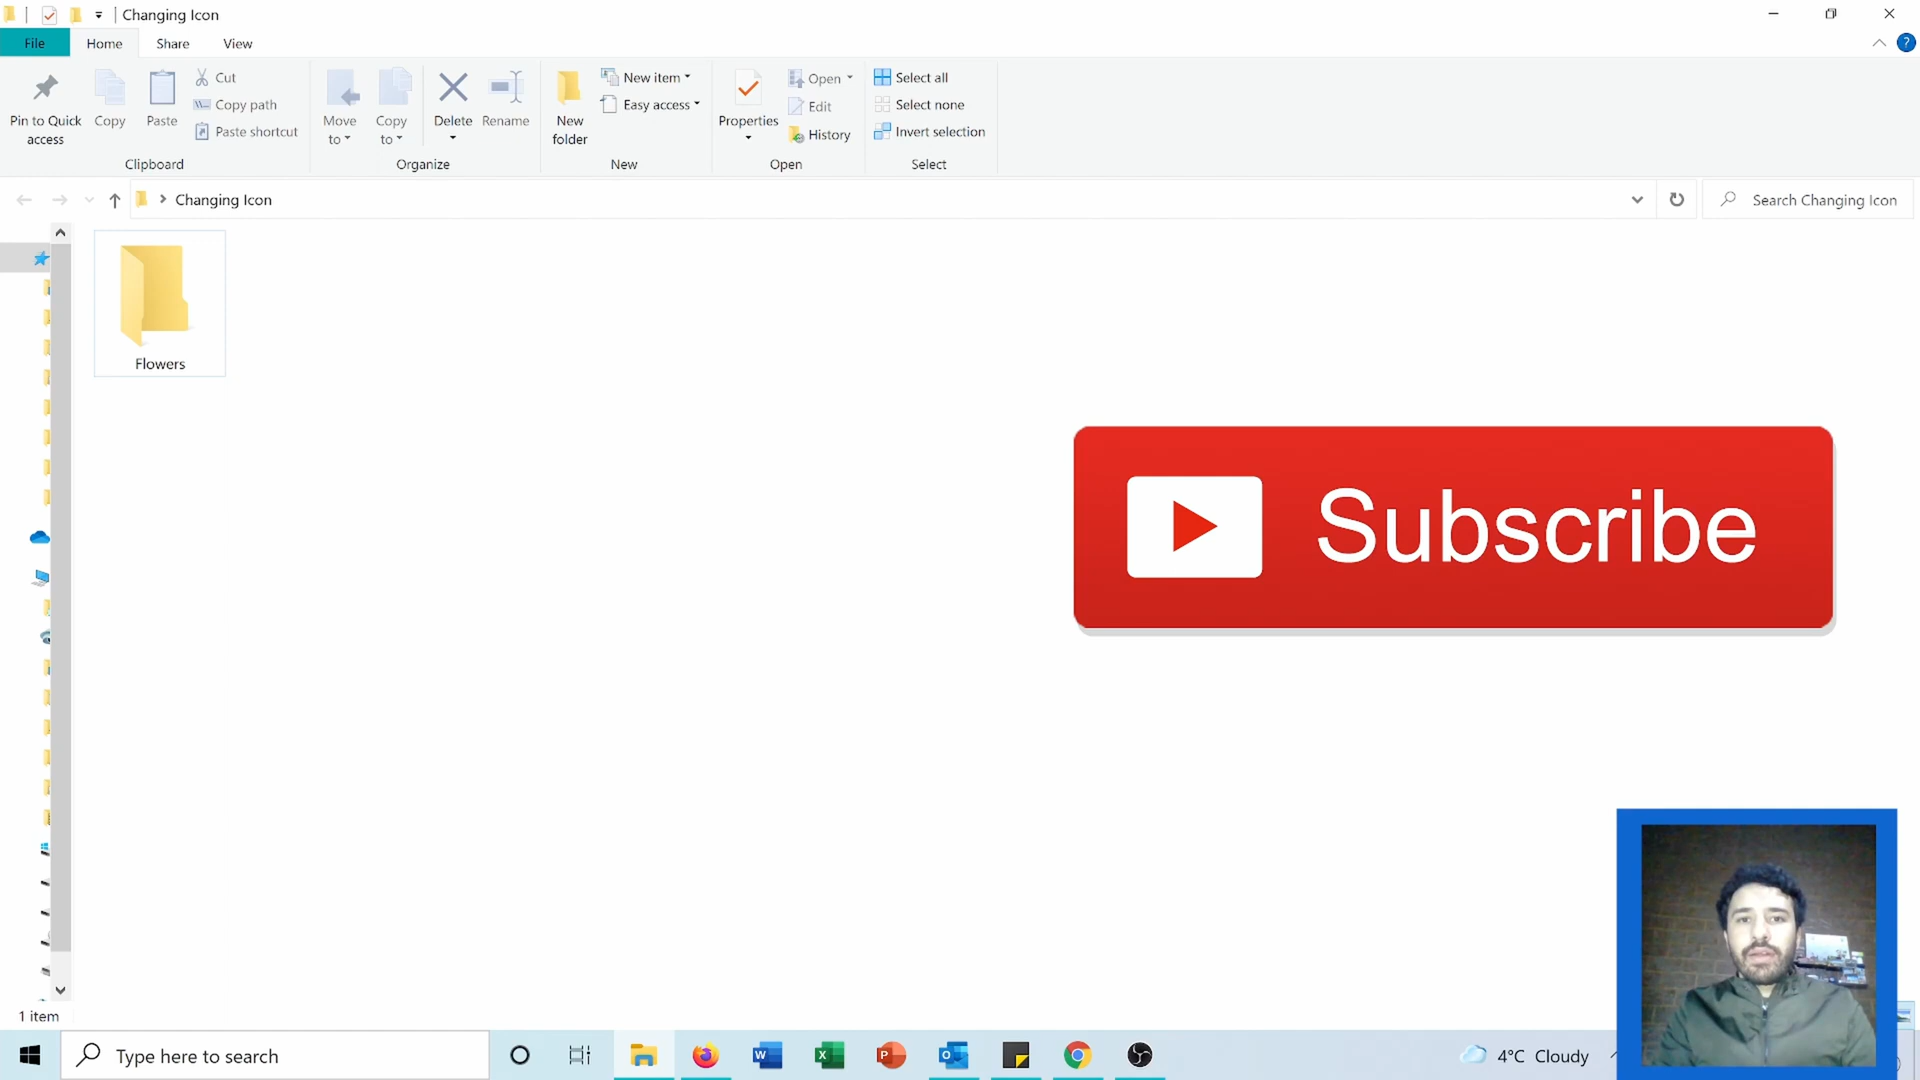 Changing Icon
File Home Share View
Pin to Quick access
Copy
Paste
Cut
Copy path
Paste shortcut
Clipboard
Move to
Copy to
Delete
Rename
Organize
New folder
New item
Easy access
New
Properties
Open
Edit
History
Open
Select all
Select none
Invert selection
Select
Changing Icon
Search Changing Icon
Flowers
Subscribe
1 item
Type here to search
4°C Cloudy